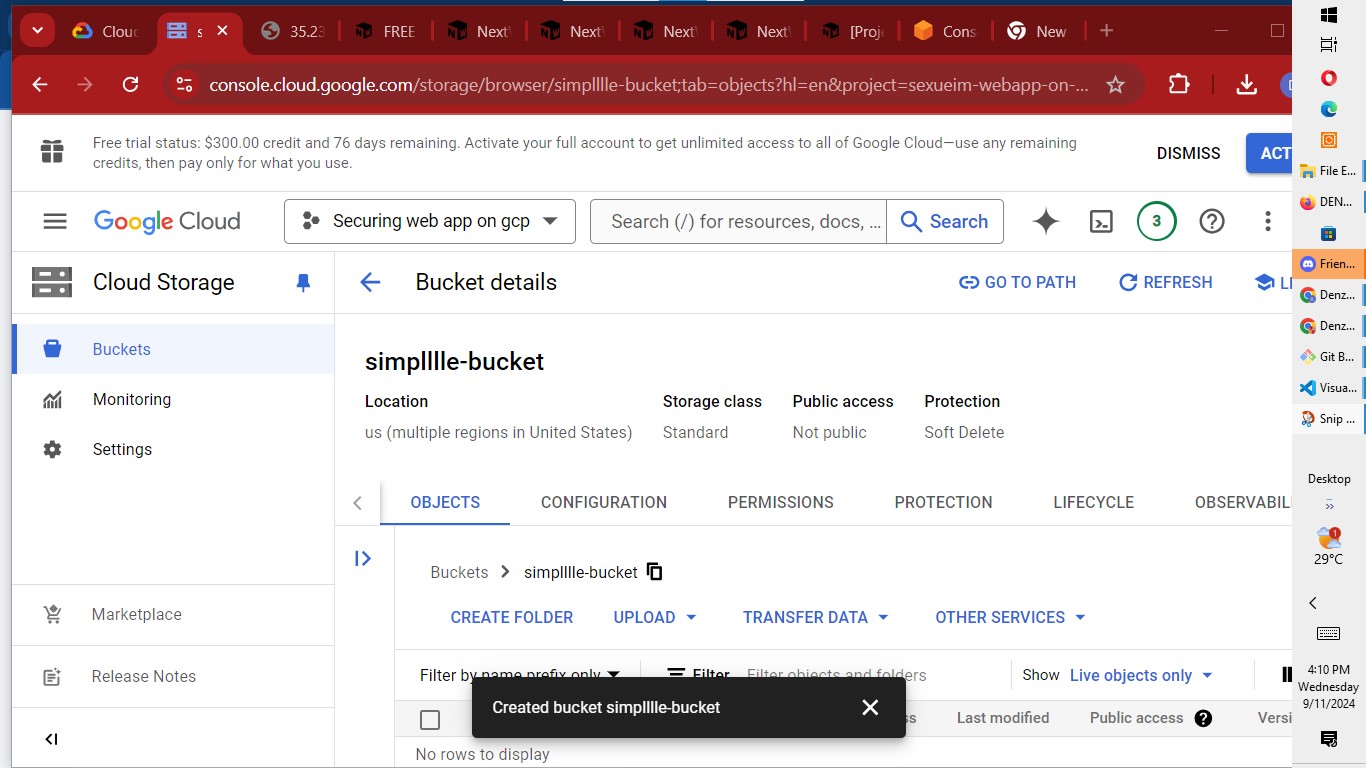 Cloud
s
35.23
FREE
Next
Next
Next
Next
[Proj
Cons
New
console.cloud.google.com/storage/browser/simplllle-bucket;tab=objects?hl=en&project=sexueim-webapp-on-...
Free trial status: $300.00 credit and 76 days remaining. Activate your full account to get unlimited access to all of Google Cloud—use any remaining
credits, then pay only for what you use.
DISMISS
ACT
Google Cloud
Securing web app on gcp
Search (/) for resources, docs, ...
Search
3
Cloud Storage
Bucket details
GO TO PATH
REFRESH
Buckets
Monitoring
Settings
Marketplace
Release Notes
simplllle-bucket
Location
Storage class
Public access
Protection
us (multiple regions in United States)
Standard
Not public
Soft Delete
OBJECTS
CONFIGURATION
PERMISSIONS
PROTECTION
LIFECYCLE
OBSERVABIL
Buckets
simplllle-bucket
CREATE FOLDER
UPLOAD
TRANSFER DATA
OTHER SERVICES
Filter by name prefix only
Filter
Filter objects and folders
Show
Live objects only
ss
Last modified
Public access
Versi
No rows to display
Created bucket simplllle-bucket
File E...
DEN...
Frien...
Denz...
Denz...
Git B...
Visua...
Snip ...
Desktop
1
29°C
4:10 PM
Wednesday
9/11/2024